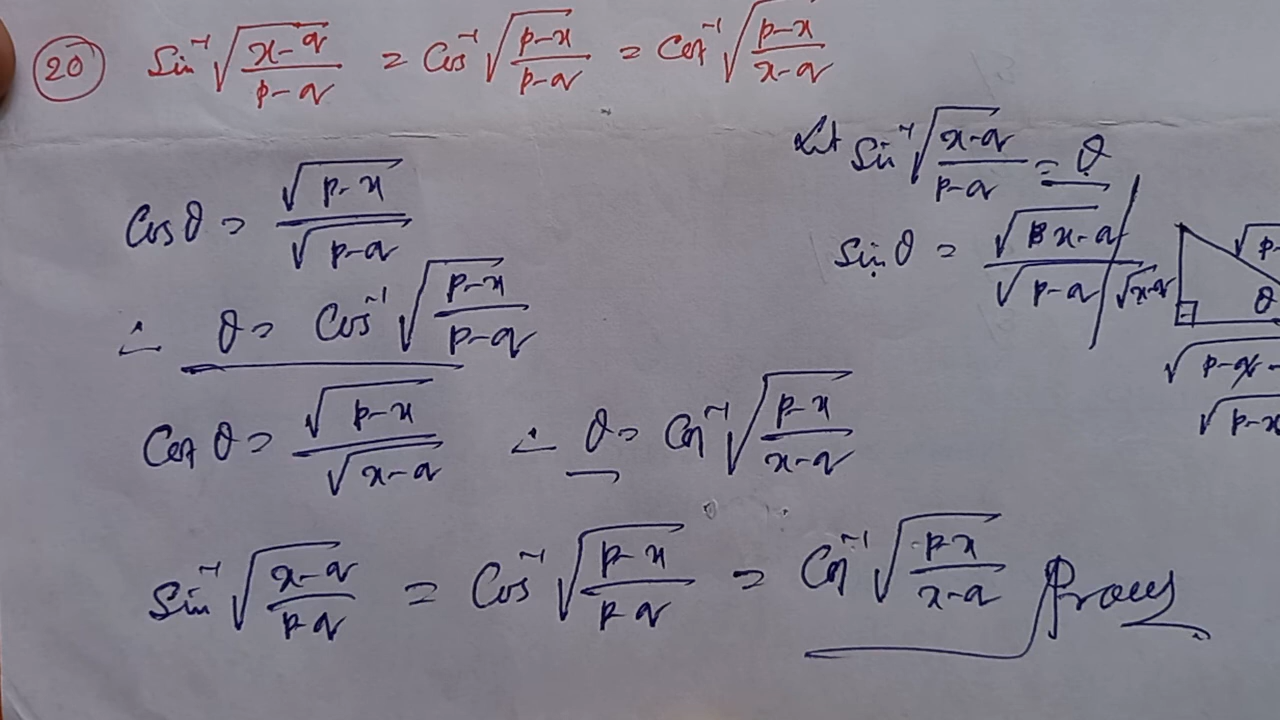 20 Sin⁻¹ √(x-q)/(p-q) = Cos⁻¹ √(p-x)/(p-q) = Cot⁻¹ √(p-x)/(x-q)
Let Sin⁻¹ √(x-q)/(p-q) = θ
Sin θ = √(x-q)/√(p-q)
√x-q
√p-
θ
√p-q-
√p-x
Cos θ = √(p-x)/√(p-q)
∴ θ = Cos⁻¹ √(p-x)/(p-q)
Cot θ = √(p-x)/√(x-q) ∴ θ = Cot⁻¹ √(p-x)/(x-q)
Sin⁻¹ √(x-q)/(p-q) = Cos⁻¹ √(p-x)/(p-q) = Cot⁻¹ √(p-x)/(x-q)